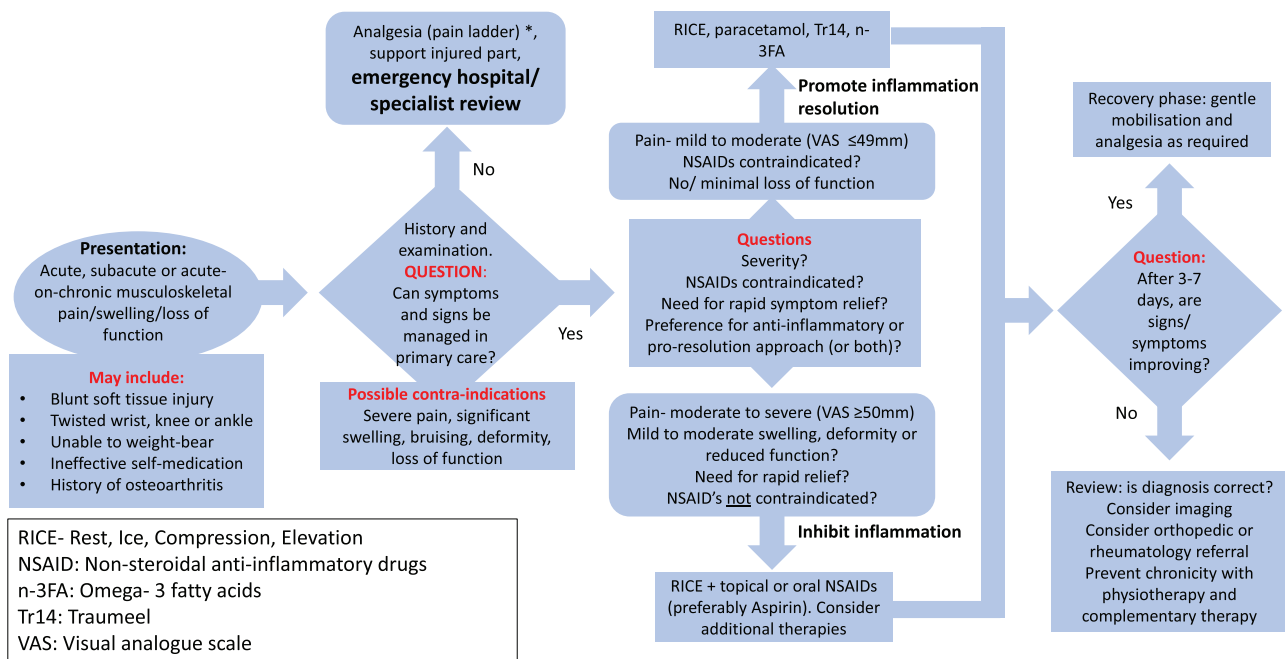 Analgesia (pain ladder) *,
support injured part,
emergency hospital/
specialist review
No
Presentation:
Acute, subacute or acute-
on-chronic musculoskeletal
pain/swelling/loss of
function
May include:
• Blunt soft tissue injury
• Twisted wrist, knee or ankle
• Unable to weight-bear
• Ineffective self-medication
• History of osteoarthritis
History and
examination.
QUESTION:
Can symptoms
and signs be
managed in
primary care?
Yes
Possible contra-indications
Severe pain, significant
swelling, bruising, deformity,
loss of function
RICE, paracetamol, Tr14, n-
3FA
Promote inflammation
resolution
Pain- mild to moderate (VAS ≤49mm)
NSAIDs contraindicated?
No/ minimal loss of function
Questions
Severity?
NSAIDs contraindicated?
Need for rapid symptom relief?
Preference for anti-inflammatory or
pro-resolution approach (or both)?
Pain- moderate to severe (VAS ≥50mm)
Mild to moderate swelling, deformity or
reduced function?
Need for rapid relief?
NSAID's not contraindicated?
Inhibit inflammation
RICE + topical or oral NSAIDs
(preferably Aspirin). Consider
additional therapies
Recovery phase: gentle
mobilisation and
analgesia as required
Yes
Question:
After 3-7
days, are
signs/
symptoms
improving?
No
Review: is diagnosis correct?
Consider imaging
Consider orthopedic or
rheumatology referral
Prevent chronicity with
physiotherapy and
complementary therapy
RICE- Rest, Ice, Compression, Elevation
NSAID: Non-steroidal anti-inflammatory drugs
n-3FA: Omega- 3 fatty acids
Tr14: Traumeel
VAS: Visual analogue scale